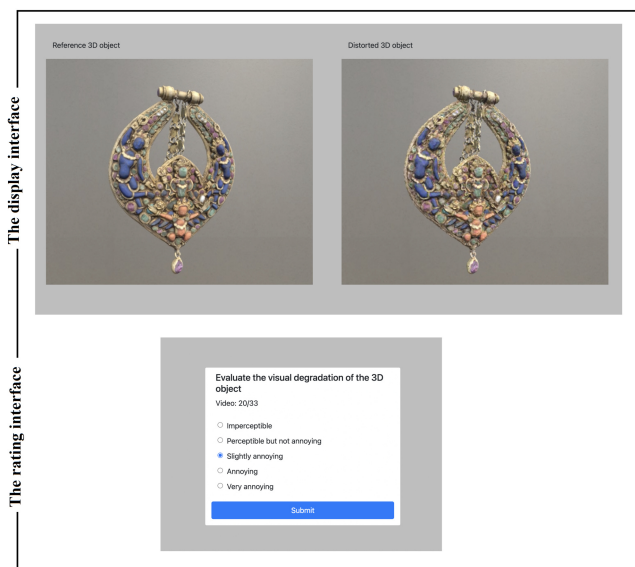 The display interface
Reference 3D object
Distorted 3D object
The rating interface
Evaluate the visual degradation of the 3D
object
Video: 20/33
Imperceptible
Perceptible but not annoying
Slightly annoying
Annoying
Very annoying
Submit